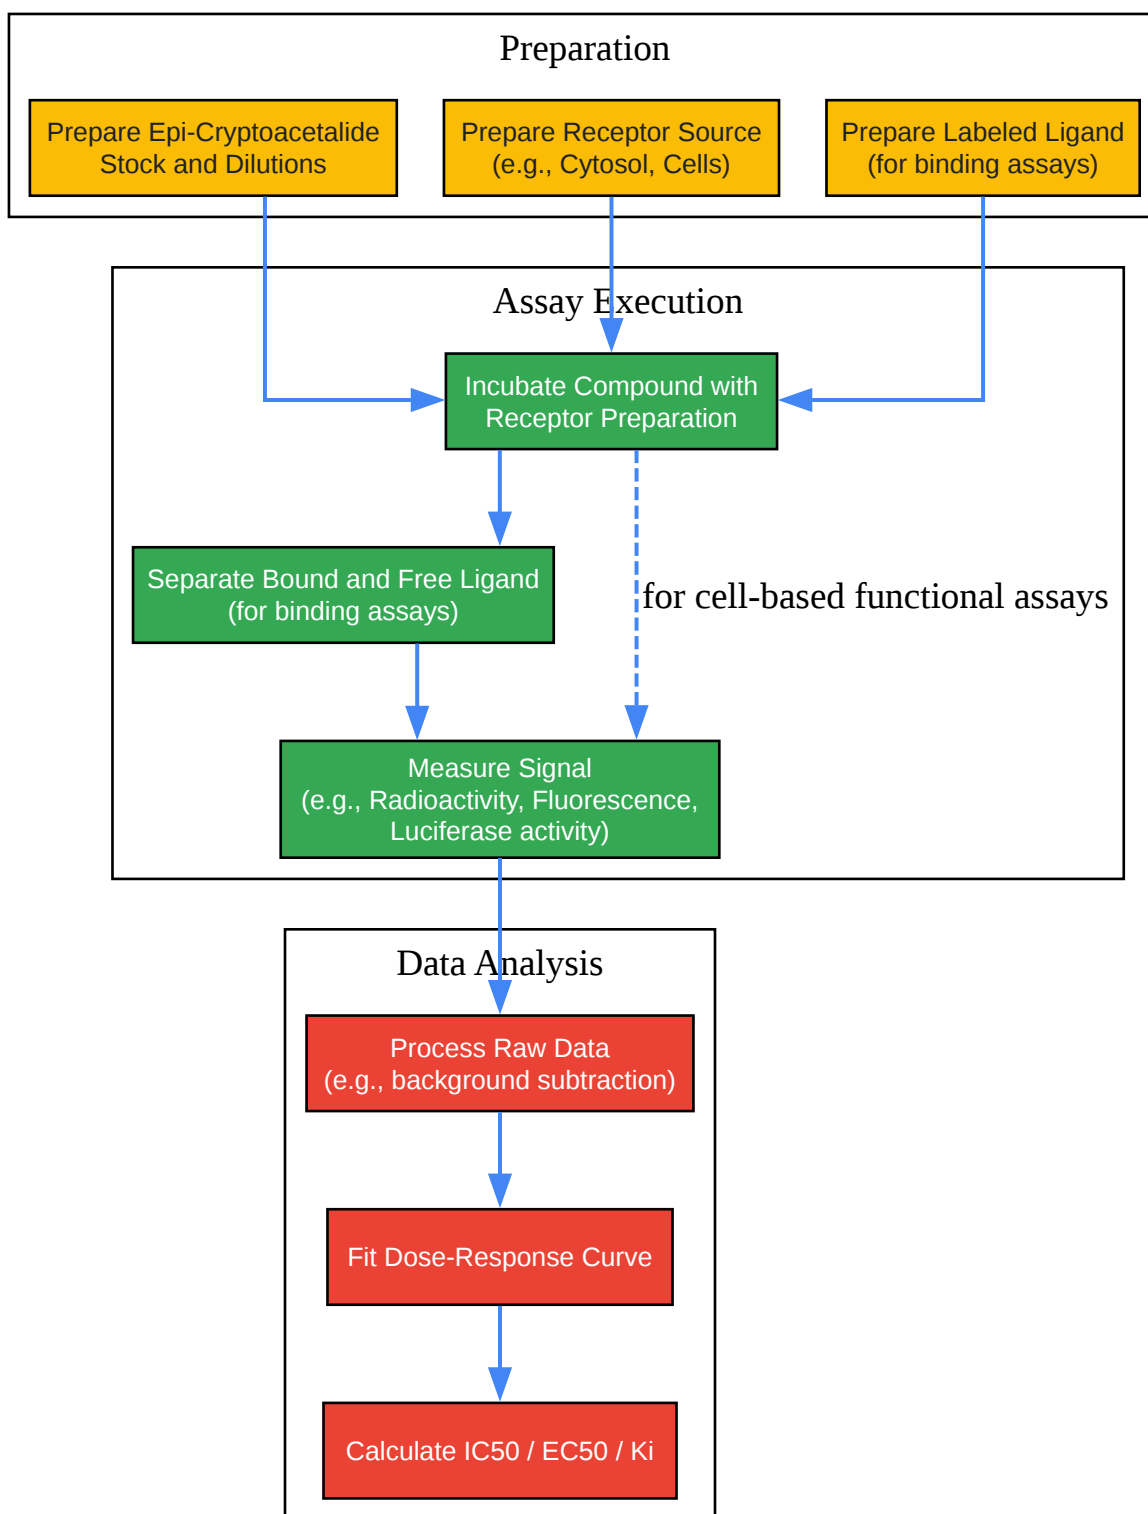 Preparation
Prepare Epi-Cryptoacetalide
Stock and Dilutions
Prepare Receptor Source
(e.g., Cytosol, Cells)
Prepare Labeled Ligand
(for binding assays)
Assay Execution
Incubate Compound with
Receptor Preparation
Separate Bound and Free Ligand
(for binding assays)
for cell-based functional assays
Measure Signal
(e.g., Radioactivity, Fluorescence,
Luciferase activity)
Data Analysis
Process Raw Data
(e.g., background subtraction)
Fit Dose-Response Curve
Calculate IC50 / EC50 / Ki